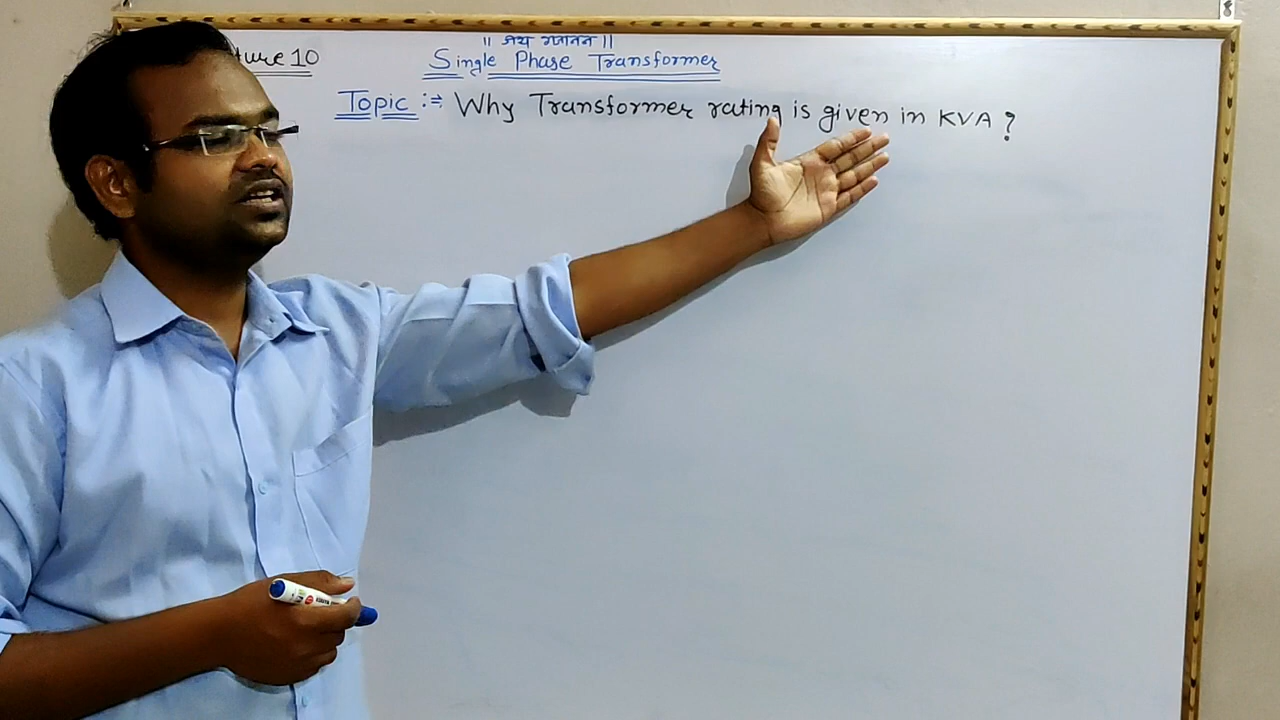 ॥ जय गजानन ॥
ture 10
Single Phase Transformer
Topic :⇒ Why Transformer rating is given in KVA ?